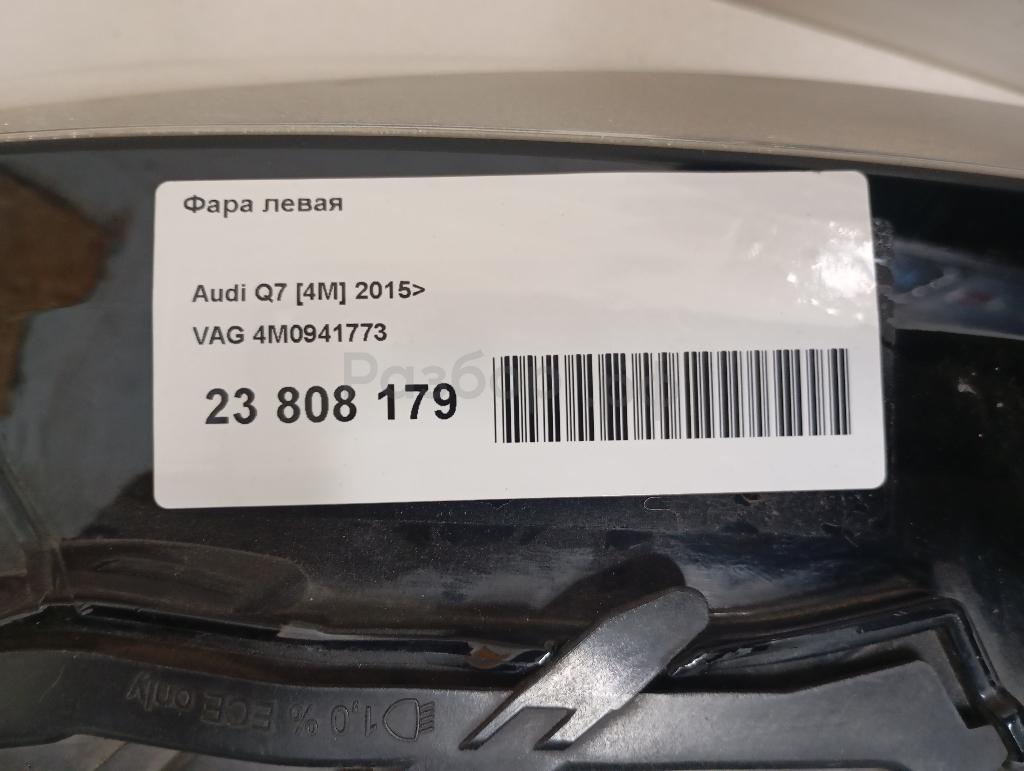 Фара левая
Audi Q7 [4M] 2015>
VAG 4M0941773
23 808 179
1,0 % ECE only